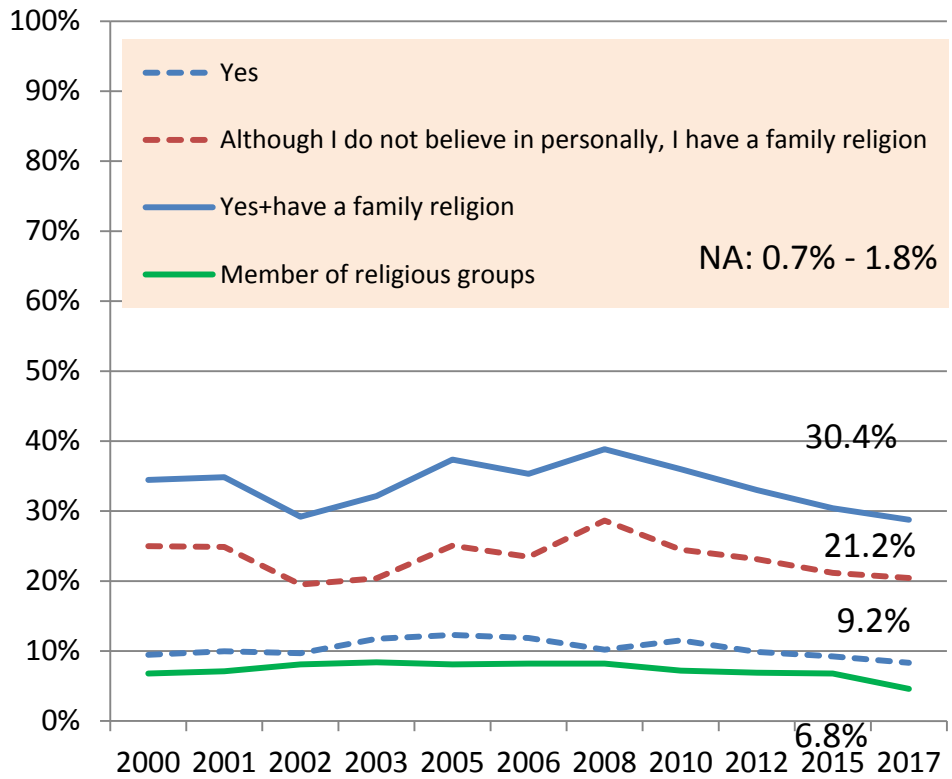 100%
90%
80%
70%
60%
50%
40%
30%
20%
10%
0%
Yes
Although I do not believe in personally, I have a family religion
Yes+have a family religion
Member of religious groups
NA: 0.7% - 1.8%
30.4%
21.2%
9.2%
6.8%
2000 2001 2002 2003 2005 2006 2008 2010 2012 2015 2017